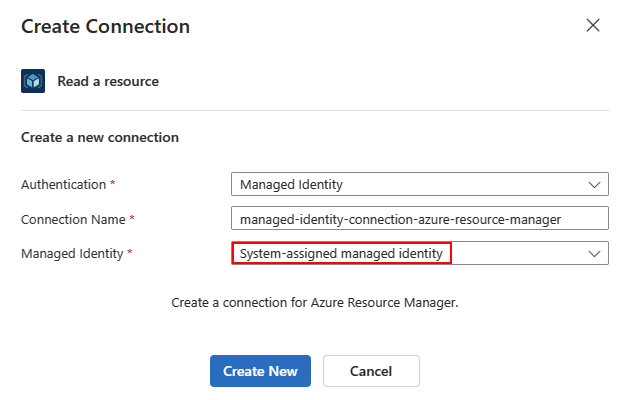 Create Connection
Read a resource
Create a new connection
Authentication * Managed Identity
Connection Name * managed-identity-connection-azure-resource-manager
Managed Identity * System-assigned managed identity
Create a connection for Azure Resource Manager.
Create New Cancel